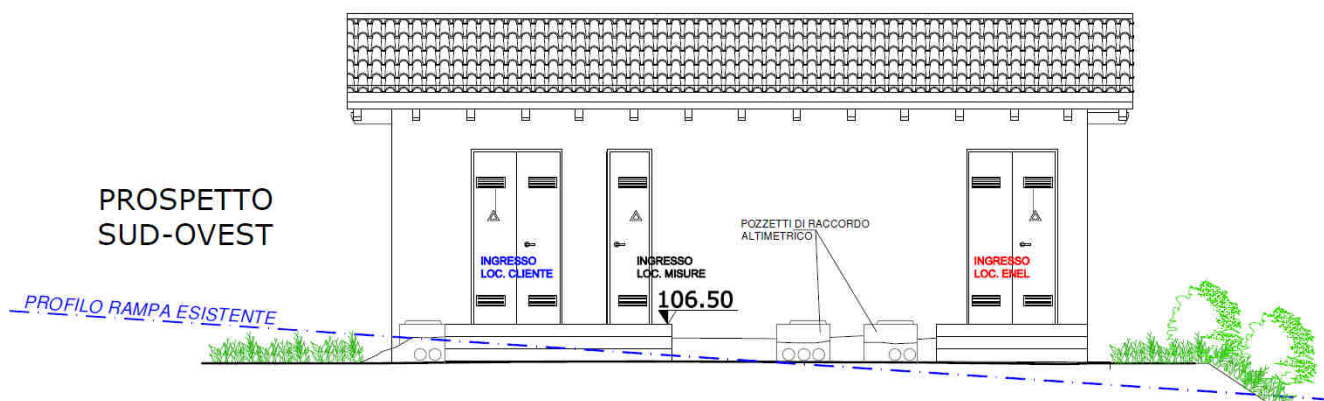 PROSPETTO
SUD-OVEST
POZZETTI DI RACCORDO
ALTIMETRICO
INGRESSO
LOC. CLIENTE
INGRESSO
LOC. MISURE
INGRESSO
LOC. ENEL
106.50
PROFILO RAMPA ESISTENTE